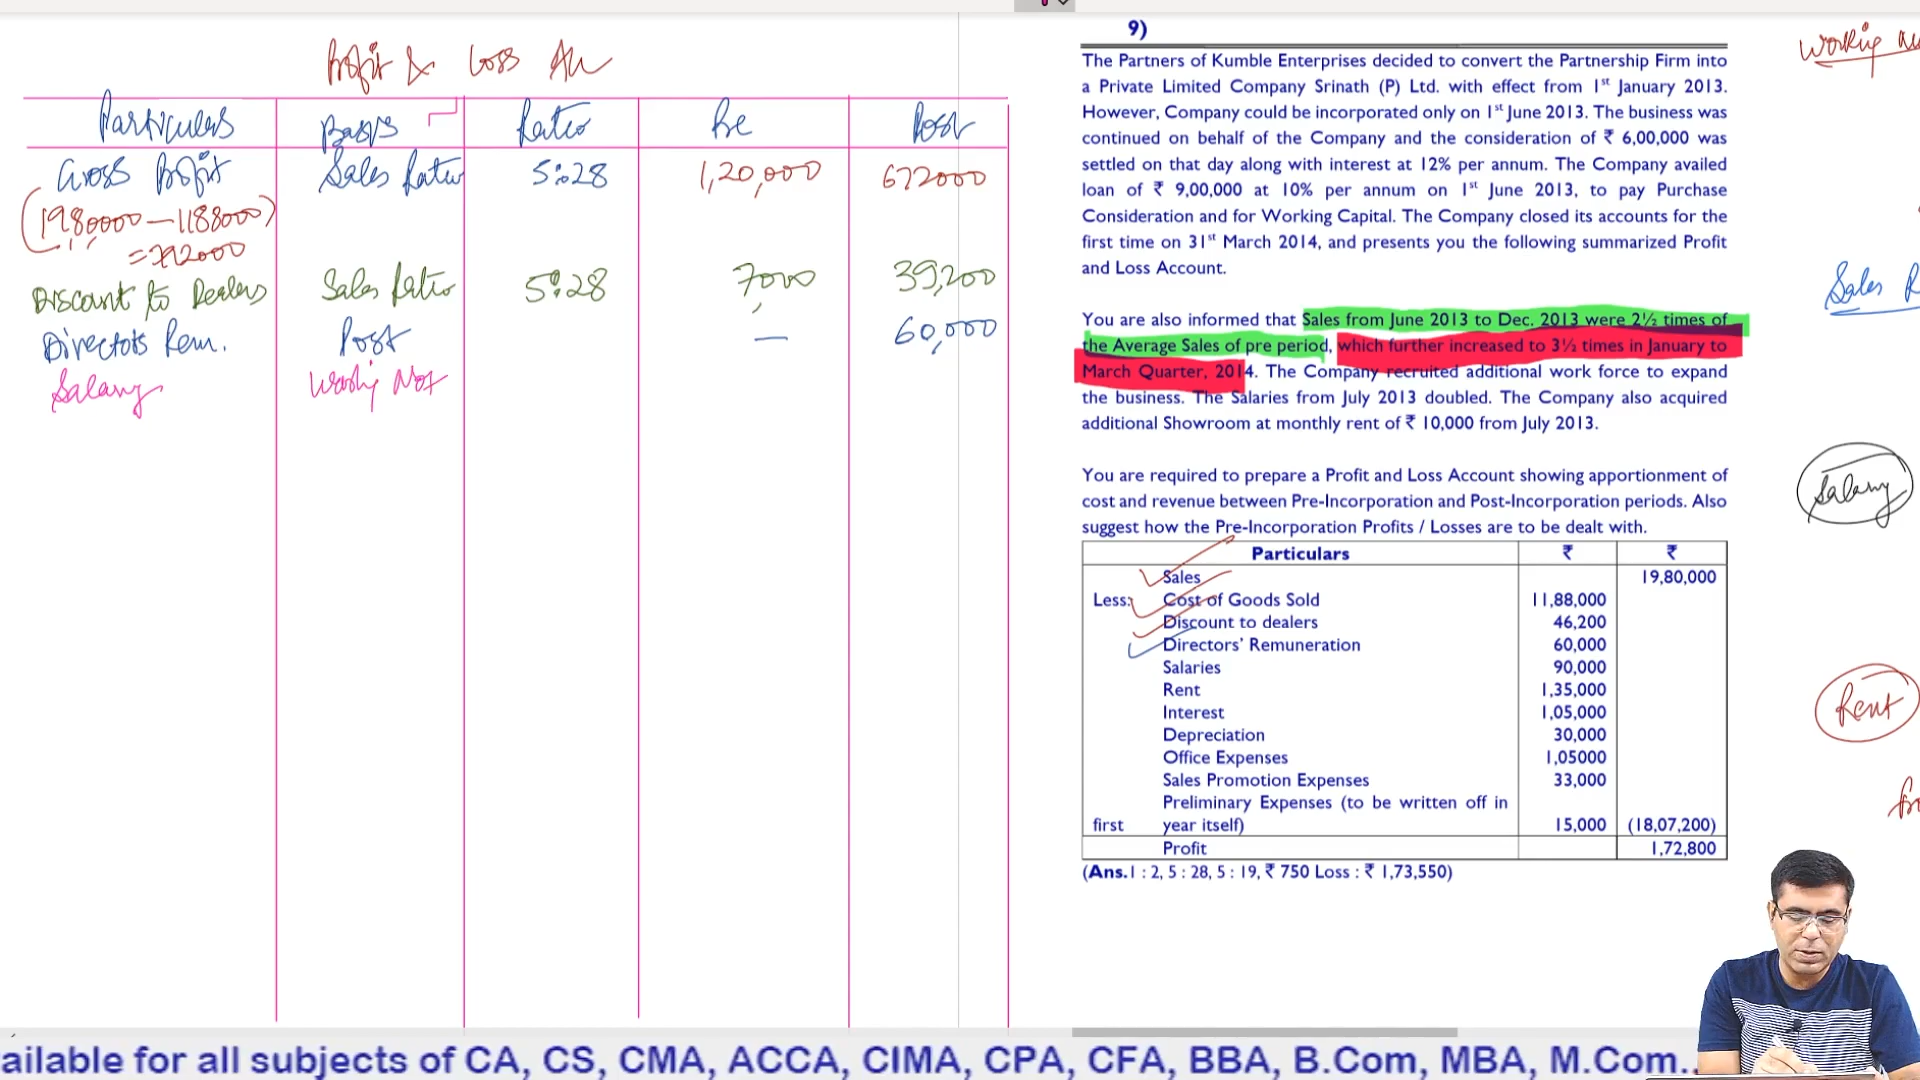 Profit & Loss A/c
Particulars Basis Ratio Pre Post
Gross Profit Sales Ratio 5:28 1,20,000 672000
(1980000 - 1188000)
= 792000
Discount to Dealers Sales Ratio 5:28 7000 39,200
Directors Rem. Post — 60,000
Salary Working Not
9)
The Partners of Kumble Enterprises decided to convert the Partnership Firm into
a Private Limited Company Srinath (P) Ltd. with effect from 1st January 2013.
However, Company could be incorporated only on 1st June 2013. The business was
continued on behalf of the Company and the consideration of ₹ 6,00,000 was
settled on that day along with interest at 12% per annum. The Company availed
loan of ₹ 9,00,000 at 10% per annum on 1st June 2013, to pay Purchase
Consideration and for Working Capital. The Company closed its accounts for the
first time on 31st March 2014, and presents you the following summarized Profit
and Loss Account.
You are also informed that Sales from June 2013 to Dec. 2013 were 2½ times of
the Average Sales of pre period, which further increased to 3½ times in January to
March Quarter, 2014. The Company recruited additional work force to expand
the business. The Salaries from July 2013 doubled. The Company also acquired
additional Showroom at monthly rent of ₹ 10,000 from July 2013.
You are required to prepare a Profit and Loss Account showing apportionment of
cost and revenue between Pre-Incorporation and Post-Incorporation periods. Also
suggest how the Pre-Incorporation Profits / Losses are to be dealt with.
Particulars ₹ ₹
Sales 19,80,000
Less: Cost of Goods Sold 11,88,000
Discount to dealers 46,200
Directors' Remuneration 60,000
Salaries 90,000
Rent 1,35,000
Interest 1,05,000
Depreciation 30,000
Office Expenses 1,05000
Sales Promotion Expenses 33,000
Preliminary Expenses (to be written off in
first year itself) 15,000 (18,07,200)
Profit 1,72,800
(Ans.1 : 2, 5 : 28, 5 : 19, ₹ 750 Loss : ₹ 1,73,550)
Working
Sales R
Salary
Rent
ailable for all subjects of CA, CS, CMA, ACCA, CIMA, CPA, CFA, BBA, B.Com, MBA, M.Com..